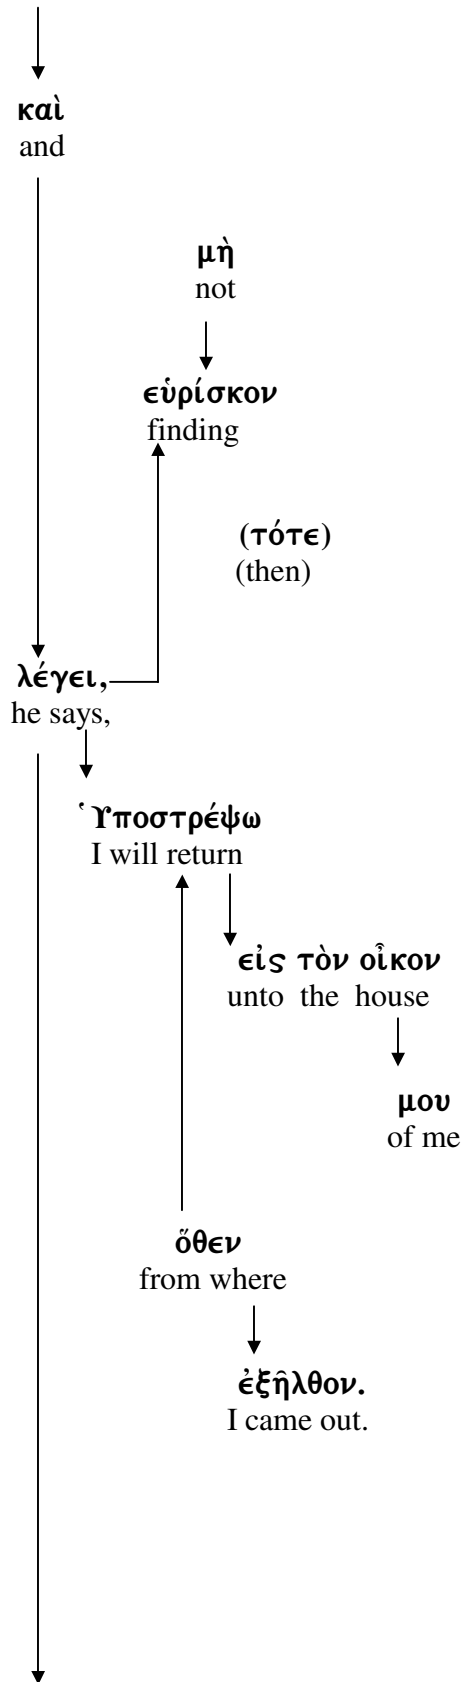 καὶ
and
μὴ
not
εὑρίσκον
finding
(τότε)
(then)
λέγει,
he says,
Ὑποστρέψω
I will return
εἰς τὸν οἶκον
unto the house
μου
of me
ὅθεν
from where
ἐξῆλθον.
I came out.